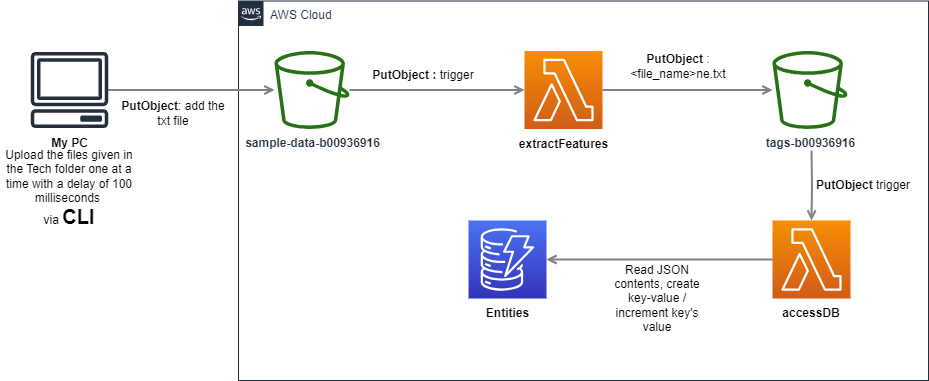 aws
AWS Cloud
PutObject: add the
txt file
My PC
Upload the files given in
the Tech folder one at a
time with a delay of 100
milliseconds
via CLI
sample-data-b00936916
PutObject : trigger
extractFeatures
PutObject :
<file_name>ne.txt
tags-b00936916
PutObject trigger
accessDB
Read JSON
contents, create
key-value /
increment key's
value
Entities